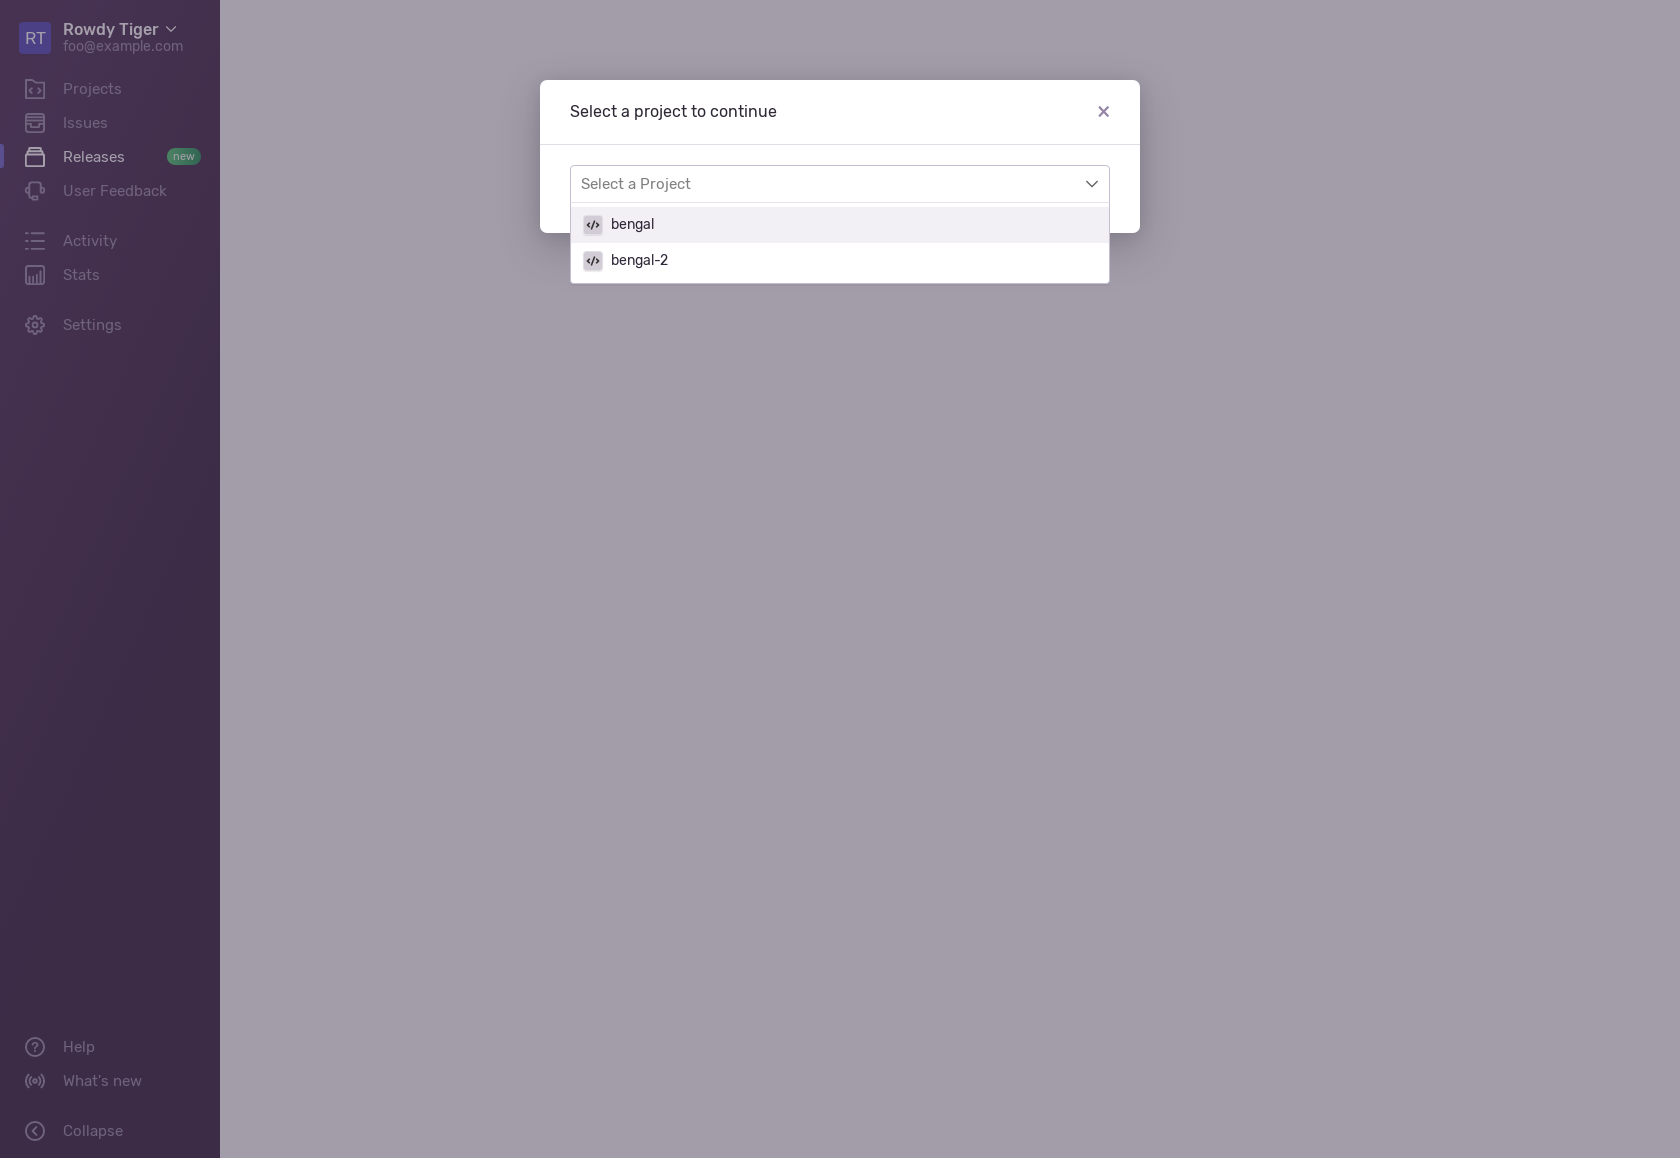 RT
Rowdy Tiger
foo@example.com
Projects
Issues
Releases new
User Feedback
Activity
Stats
Settings
Help
What's new
Collapse
Select a project to continue
Select a Project
bengal
bengal-2